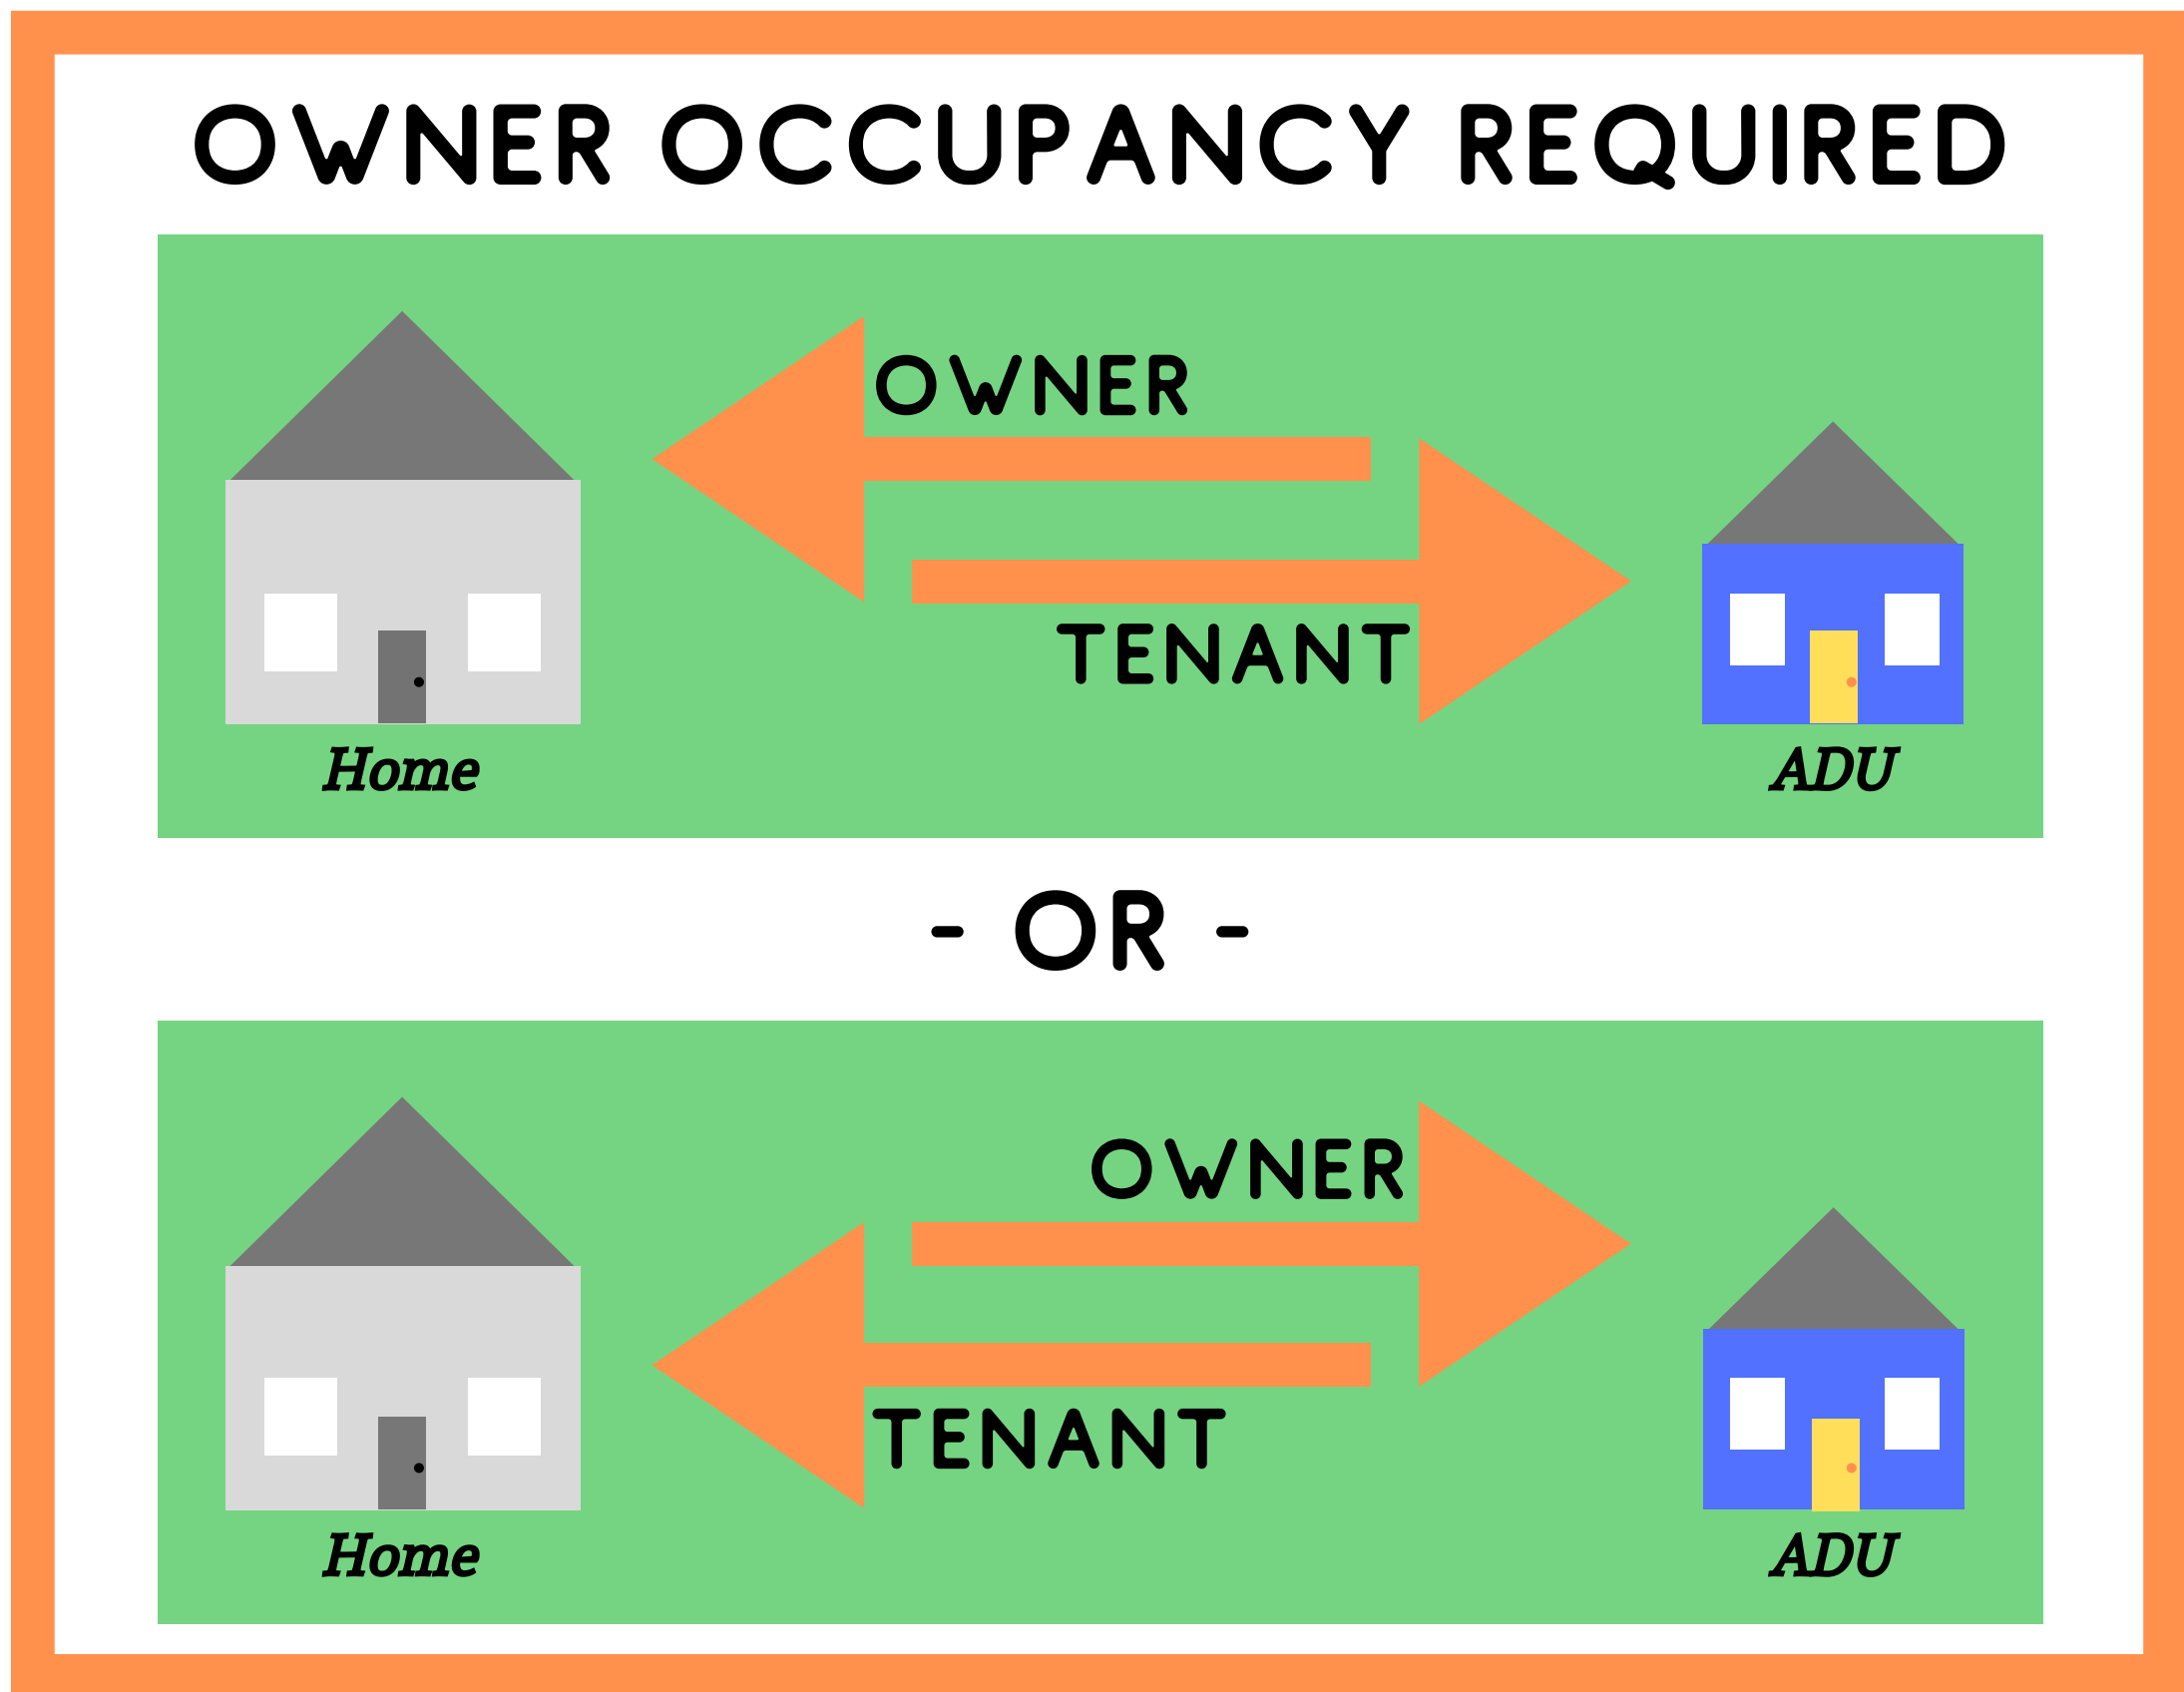 OWNER OCCUPANCY REQUIRED
OWNER
TENANT
Home
ADU
- OR -
OWNER
TENANT
Home
ADU